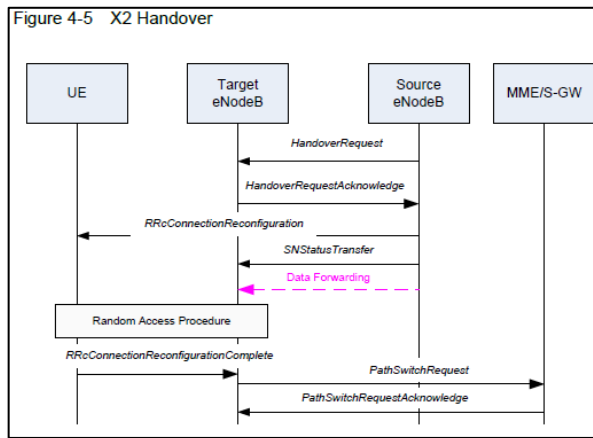 Figure 4-5 X2 Handover
UE
Target
eNodeB
Source
eNodeB
MME/S-GW
HandoverRequest
HandoverRequestAcknowledge
RRcConnectionReconfiguration
SNStatusTransfer
Data Forwarding
Random Access Procedure
RRcConnectionReconfigurationComplete
PathSwitchRequest
PathSwitchRequestAcknowledge